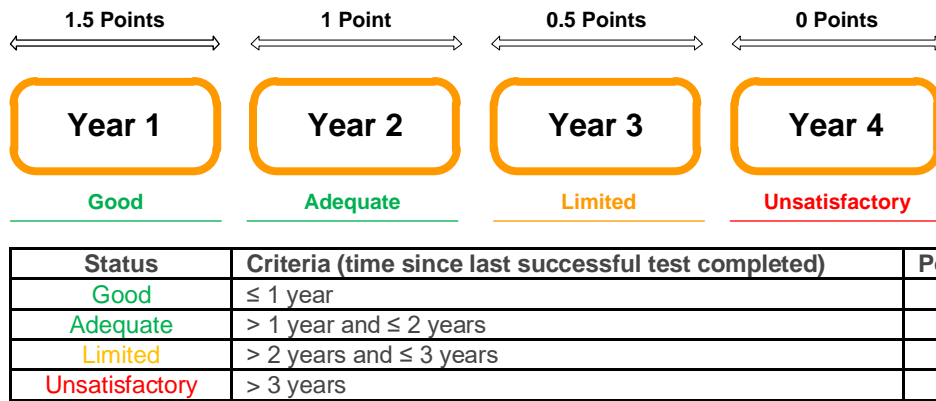 1.5 Points 1 Point 0.5 Points 0 Points
Year 1 Year 2 Year 3 Year 4
Good Adequate Limited Unsatisfactory
Status Criteria (time since last successful test completed)
Good ≤ 1 year
Adequate > 1 year and ≤ 2 years
Limited > 2 years and ≤ 3 years
Unsatisfactory > 3 years